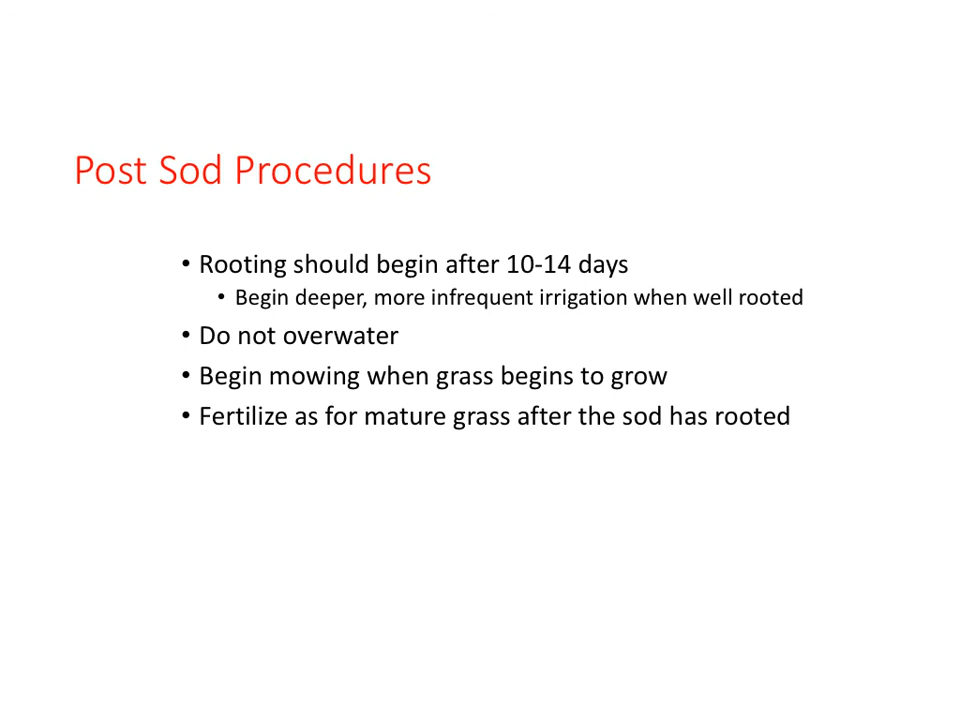 Post Sod Procedures
• Rooting should begin after 10-14 days
• Begin deeper, more infrequent irrigation when well rooted
• Do not overwater
• Begin mowing when grass begins to grow
• Fertilize as for mature grass after the sod has rooted